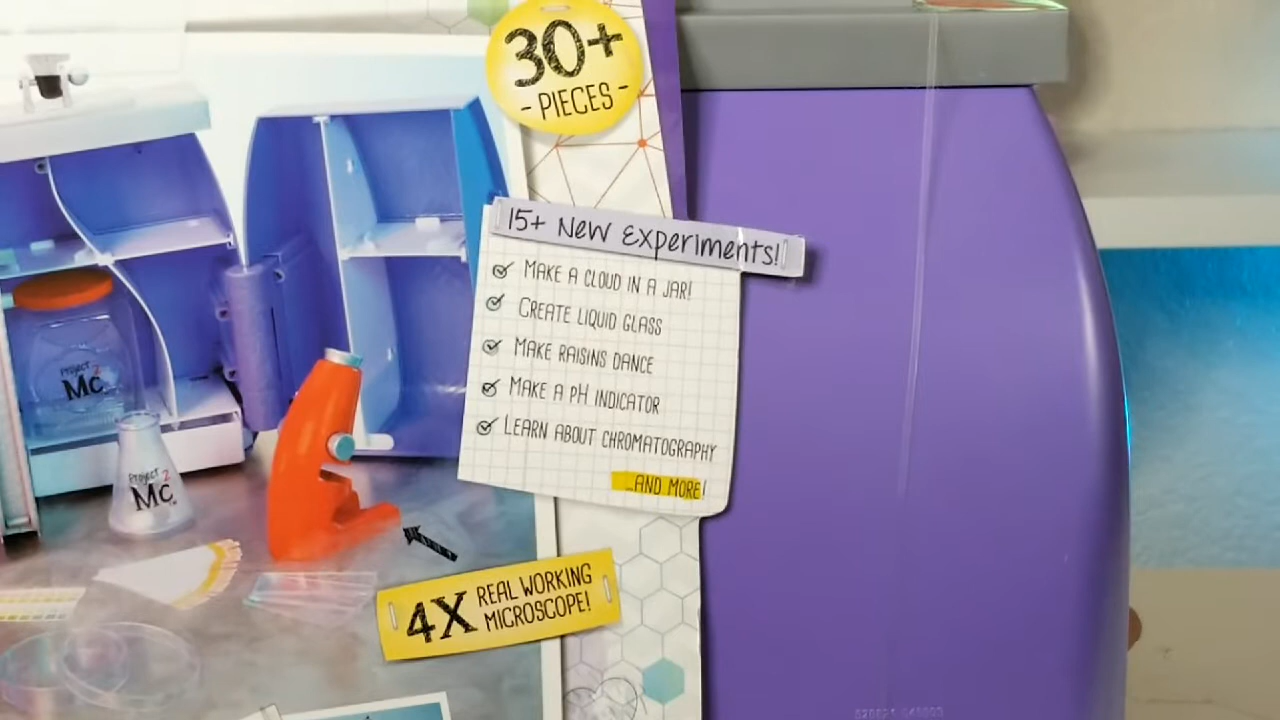 30+
- PIECES -
15+ New Experiments!
MAKE A CLOUD IN A JAR!
CREATE LIQUID GLASS
MAKE RAISINS DANCE
MAKE A pH INDICATOR
LEARN ABOUT CHROMATOGRAPHY
...AND MORE!
Project
Mc2
Project
Mc2
4X REAL WORKING
MICROSCOPE!